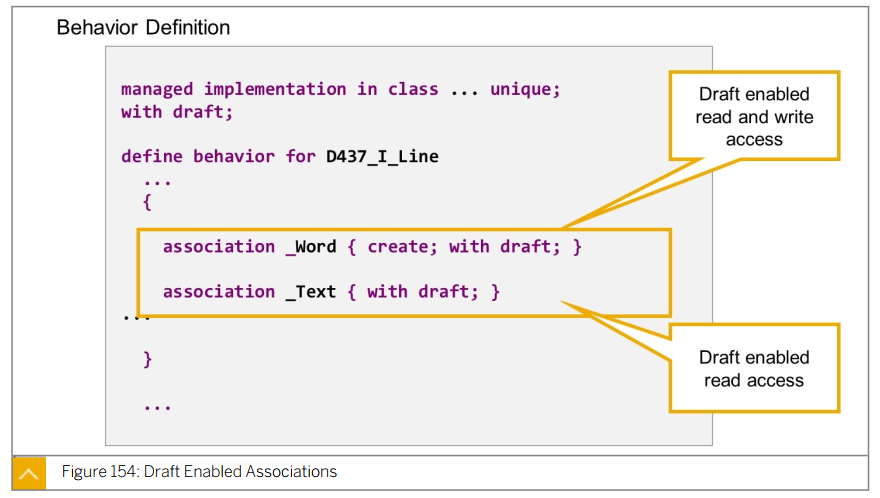 Behavior Definition
managed implementation in class ... unique;
with draft;
define behavior for D437_I_Line
...
{
association _Word { create; with draft; }
association _Text { with draft; }
...
}
...
Draft enabled
read and write
access
Draft enabled
read access
Figure 154: Draft Enabled Associations